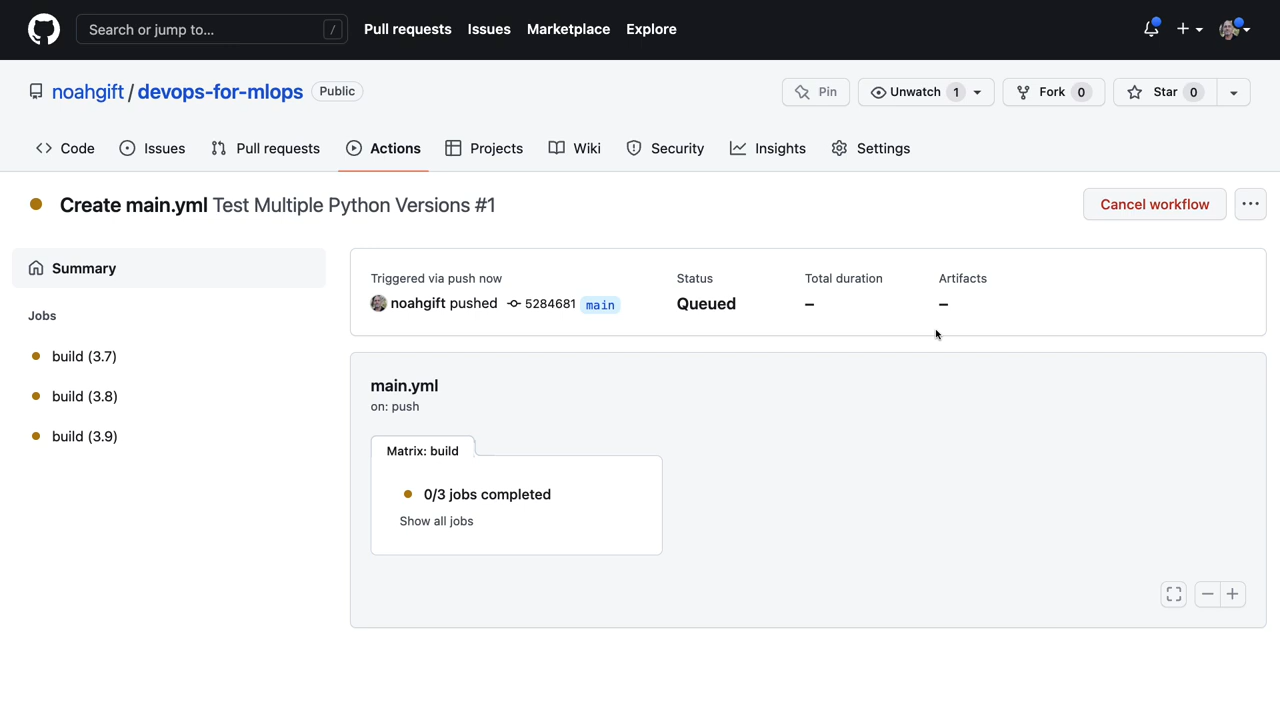 Search or jump to... /
Pull requests Issues Marketplace Explore
noahgift / devops-for-mlops Public
Pin Unwatch 1 Fork 0 Star 0
Code Issues Pull requests Actions Projects Wiki Security Insights Settings
Create main.yml Test Multiple Python Versions #1
Cancel workflow ...
Summary
Jobs
build (3.7)
build (3.8)
build (3.9)
Triggered via push now Status Total duration Artifacts
noahgift pushed 5284681 main Queued – –
main.yml
on: push
Matrix: build
0/3 jobs completed
Show all jobs